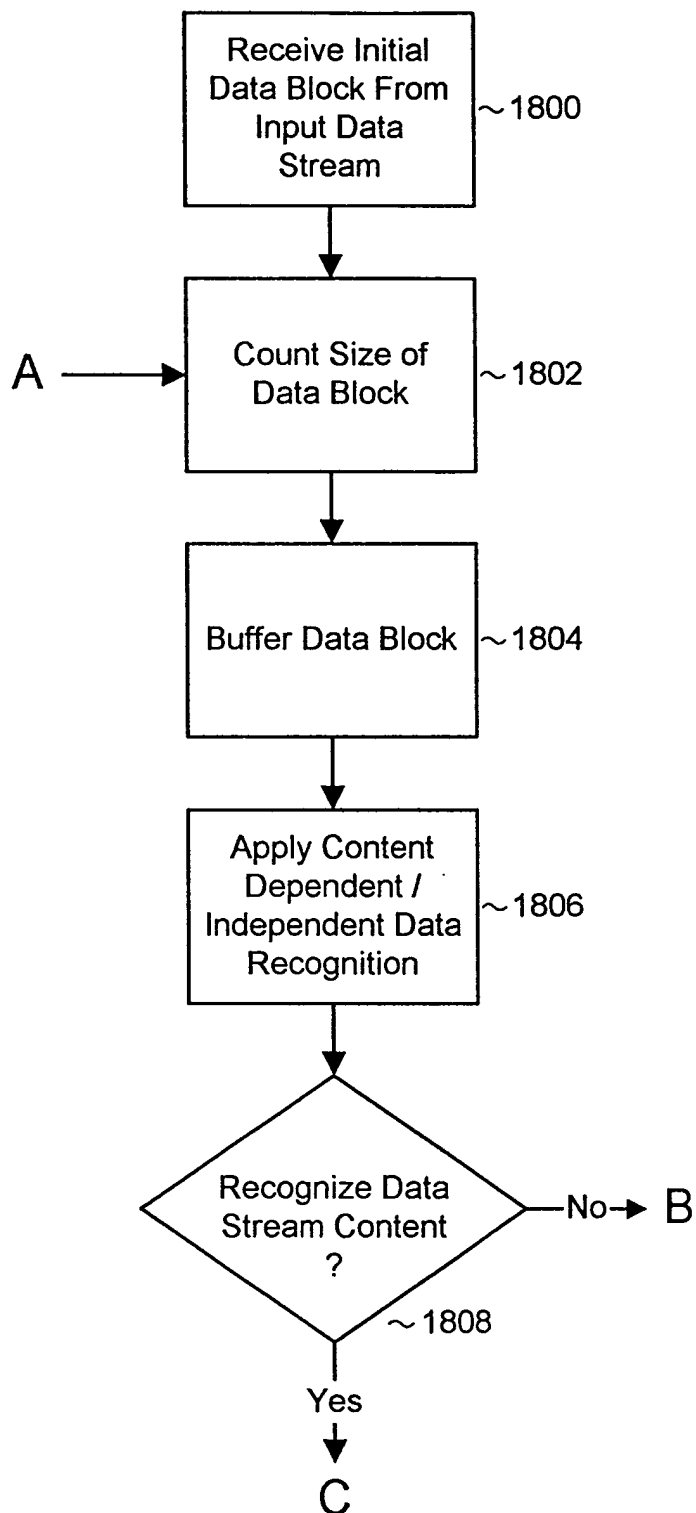 Receive Initial
Data Block From
Input Data
Stream
~1800
A
Count Size of
Data Block
~1802
Buffer Data Block
~1804
Apply Content
Dependent /
Independent Data
Recognition
~1806
Recognize Data
Stream Content
?
No
B
~1808
Yes
C